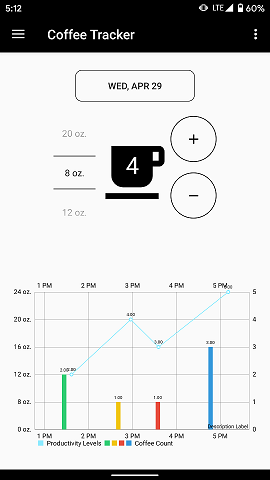 5:12 LTE 60%
Coffee Tracker
WED, APR 29
20 oz.
8 oz.
12 oz.
4
+
−
1 PM 2 PM 3 PM 4 PM 5 PM
24 oz. 5
20 oz. 4
16 oz. 3
12 oz. 2
8 oz. 1
0 oz. 0
5.00
4.00
3.00
3.00
2.00
1.00
1.00
Description Label
1 PM 2 PM 3 PM 4 PM 5 PM
Productivity Levels Coffee Count